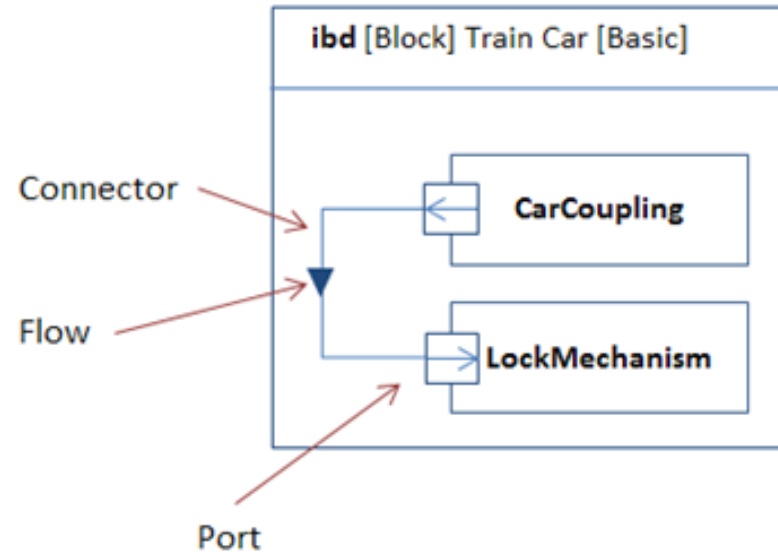 ibd [Block] Train Car [Basic]
Connector
CarCoupling
Flow
LockMechanism
Port